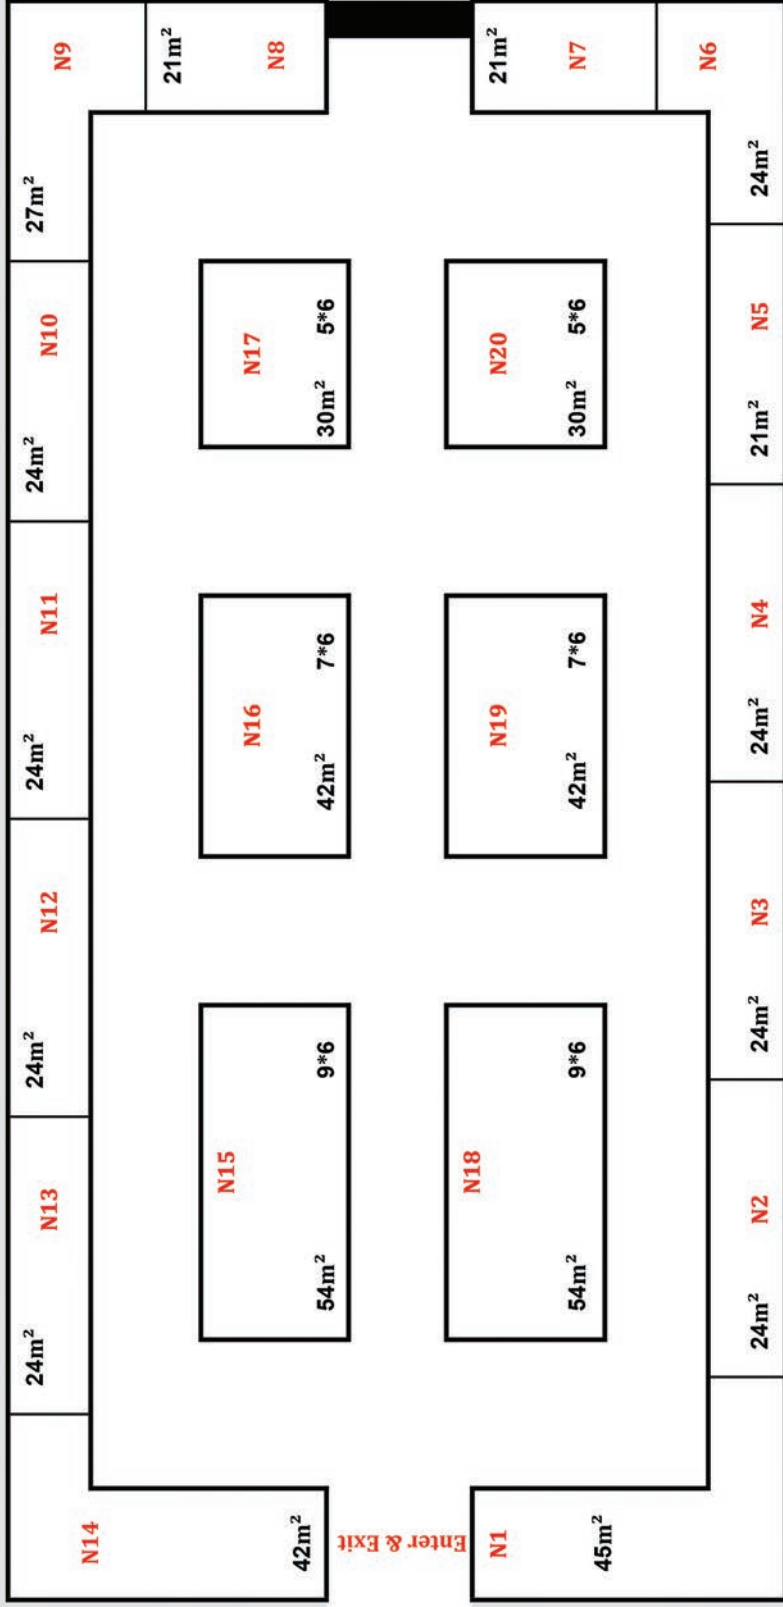 N9
27m²
21m²
N8
21m²
N7
N6
24m²
N10
24m²
N17
5*6
30m²
N20
5*6
30m²
N5
21m²
N11
24m²
N16
7*6
42m²
N19
7*6
42m²
N4
24m²
N12
24m²
N3
24m²
N13
24m²
N15
9*6
54m²
N18
9*6
54m²
N2
24m²
N14
42m²
Enter & Exit
N1
45m²